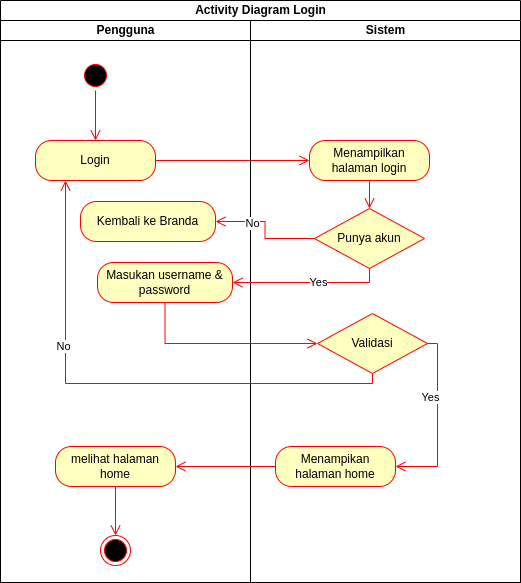 Activity Diagram Login
Pengguna
Sistem
Login
Menampilkan
halaman login
Kembali ke Branda
No
Punya akun
Masukan username &
password
Yes
No
Validasi
Yes
melihat halaman
home
Menampikan
halaman home